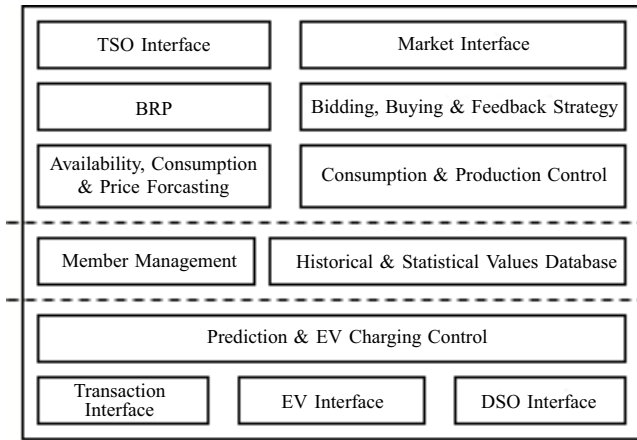 TSO Interface
Market Interface
BRP
Bidding, Buying & Feedback Strategy
Availability, Consumption
& Price Forcasting
Consumption & Production Control
Member Management
Historical & Statistical Values Database
Prediction & EV Charging Control
Transaction
Interface
EV Interface
DSO Interface